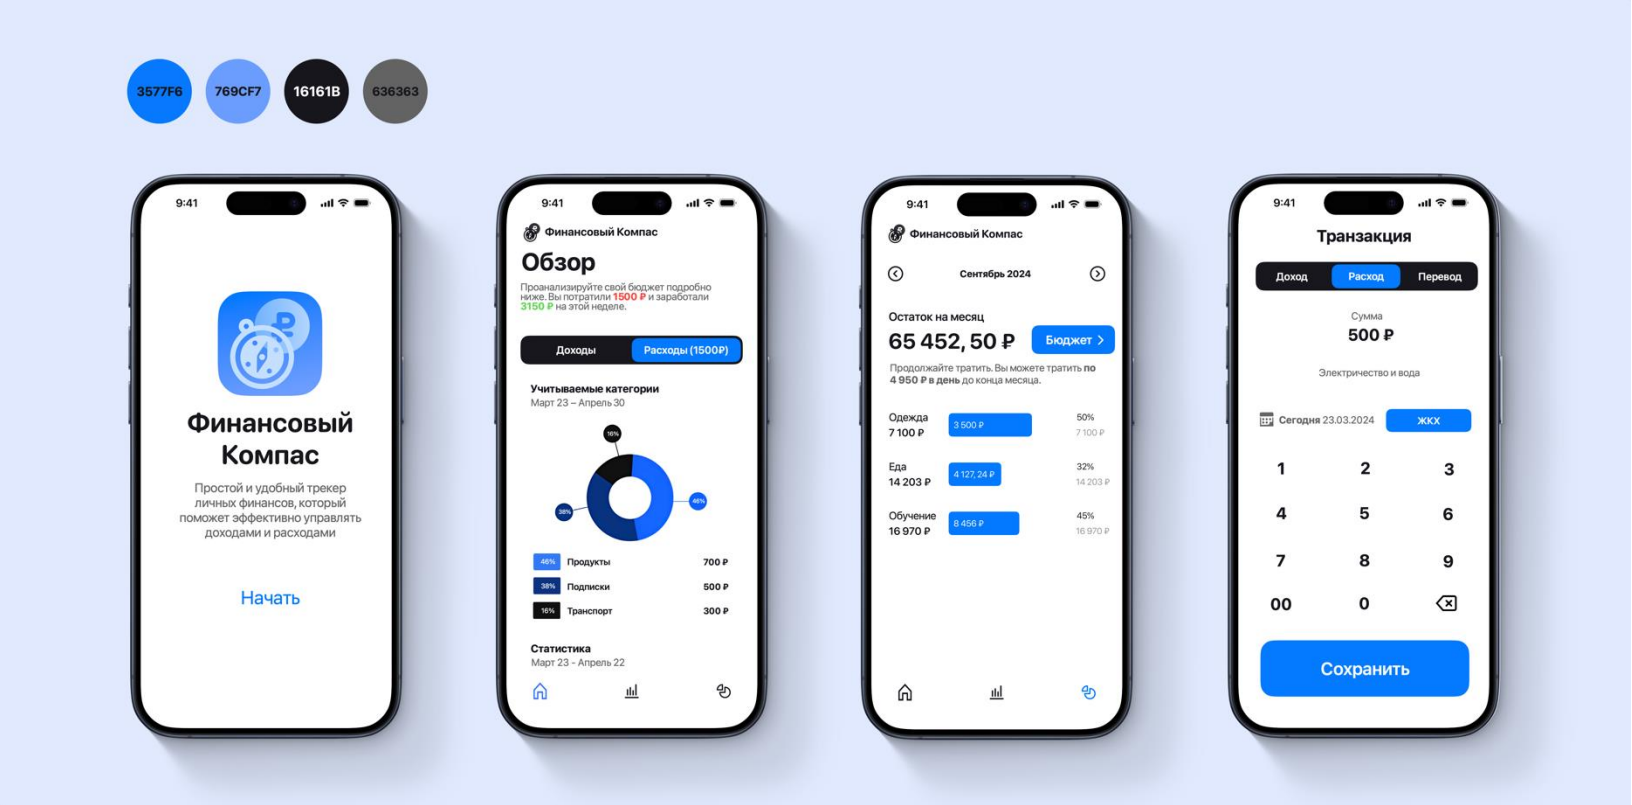 3577F6
769CF7
16161B
636363
9:41
Финансовый
Компас
Простой и удобный трекер
личных финансов, который
поможет эффективно управлять
доходами и расходами
Начать
9:41
Финансовый Компас
Обзор
Проанализируйте свой бюджет подробно
ниже. Вы потратили 1500 ₽ и заработали
3150 ₽ на этой неделе.
Доходы
Расходы (1500₽)
Учитываемые категории
Март 23 – Апрель 30
16%
46%
38%
46% Продукты 700 ₽
38% Подписки 500 ₽
16% Транспорт 300 ₽
Статистика
Март 23 - Апрель 22
9:41
Финансовый Компас
Сентябрь 2024
Остаток на месяц
65 452, 50 ₽
Бюджет
Продолжайте тратить. Вы можете тратить по
4 950 ₽ в день до конца месяца.
Одежда
7 100 ₽
3 500 ₽
50%
7 100 ₽
Еда
14 203 ₽
4 127, 24 ₽
32%
14 203 ₽
Обучение
16 970 ₽
8 456 ₽
45%
16 970 ₽
9:41
Транзакция
Доход
Расход
Перевод
Сумма
500 ₽
Электричество и вода
Сегодня 23.03.2024
ЖКХ
1 2 3
4 5 6
7 8 9
00 0
Сохранить